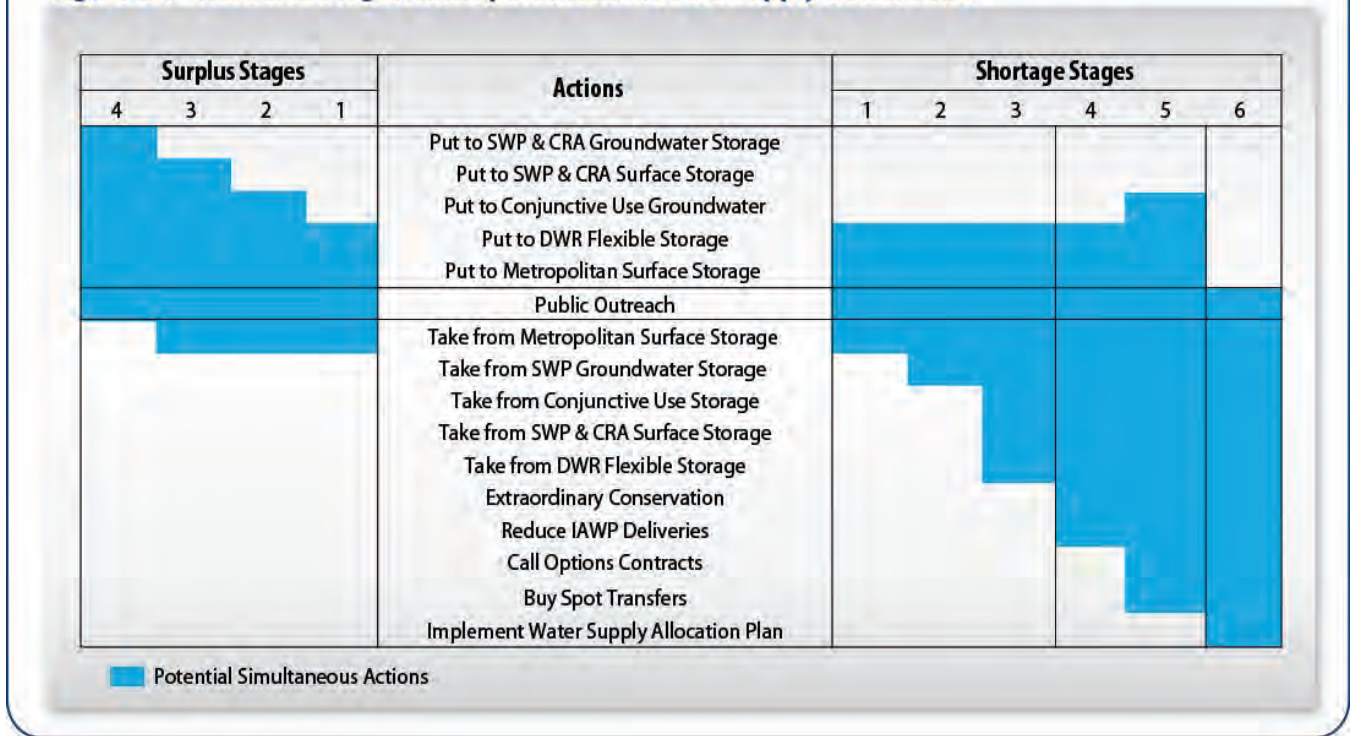 Surplus Stages
Actions
Shortage Stages
4 3 2 1
1 2 3 4 5 6
Put to SWP & CRA Groundwater Storage
Put to SWP & CRA Surface Storage
Put to Conjunctive Use Groundwater
Put to DWR Flexible Storage
Put to Metropolitan Surface Storage
Public Outreach
Take from Metropolitan Surface Storage
Take from SWP Groundwater Storage
Take from Conjunctive Use Storage
Take from SWP & CRA Surface Storage
Take from DWR Flexible Storage
Extraordinary Conservation
Reduce IAWP Deliveries
Call Options Contracts
Buy Spot Transfers
Implement Water Supply Allocation Plan
Potential Simultaneous Actions